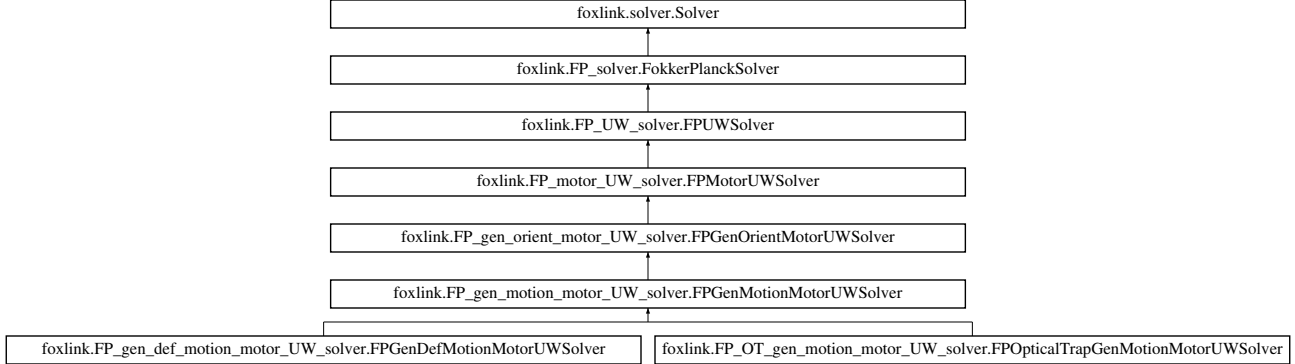 foxlink.solver.Solver
foxlink.FP_solver.FokkerPlanckSolver
foxlink.FP_UW_solver.FPUWSolver
foxlink.FP_motor_UW_solver.FPMotorUWSolver
foxlink.FP_gen_orient_motor_UW_solver.FPGenOrientMotorUWSolver
foxlink.FP_gen_motion_motor_UW_solver.FPGenMotionMotorUWSolver
foxlink.FP_gen_def_motion_motor_UW_solver.FPGenDefMotionMotorUWSolver
foxlink.FP_OT_gen_motion_motor_UW_solver.FPOpticalTrapGenMotionMotorUWSolver